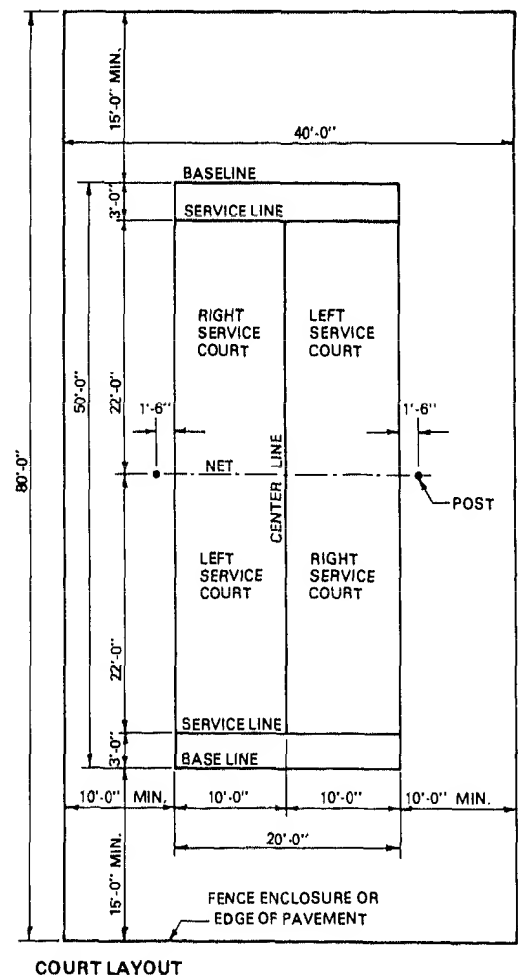 15'-0" MIN.
40'-0"
BASELINE
3'-0"
SERVICE LINE
RIGHT
SERVICE
COURT
LEFT
SERVICE
COURT
22'-0"
50'-0"
80'-0"
1'-6"
1'-6"
NET
CENTER LINE
POST
LEFT
SERVICE
COURT
RIGHT
SERVICE
COURT
22'-0"
SERVICE LINE
3'-0"
BASE LINE
10'-0" MIN.
10'-0"
10'-0"
10'-0" MIN.
20'-0"
15'-0" MIN.
FENCE ENCLOSURE OR
EDGE OF PAVEMENT
COURT LAYOUT